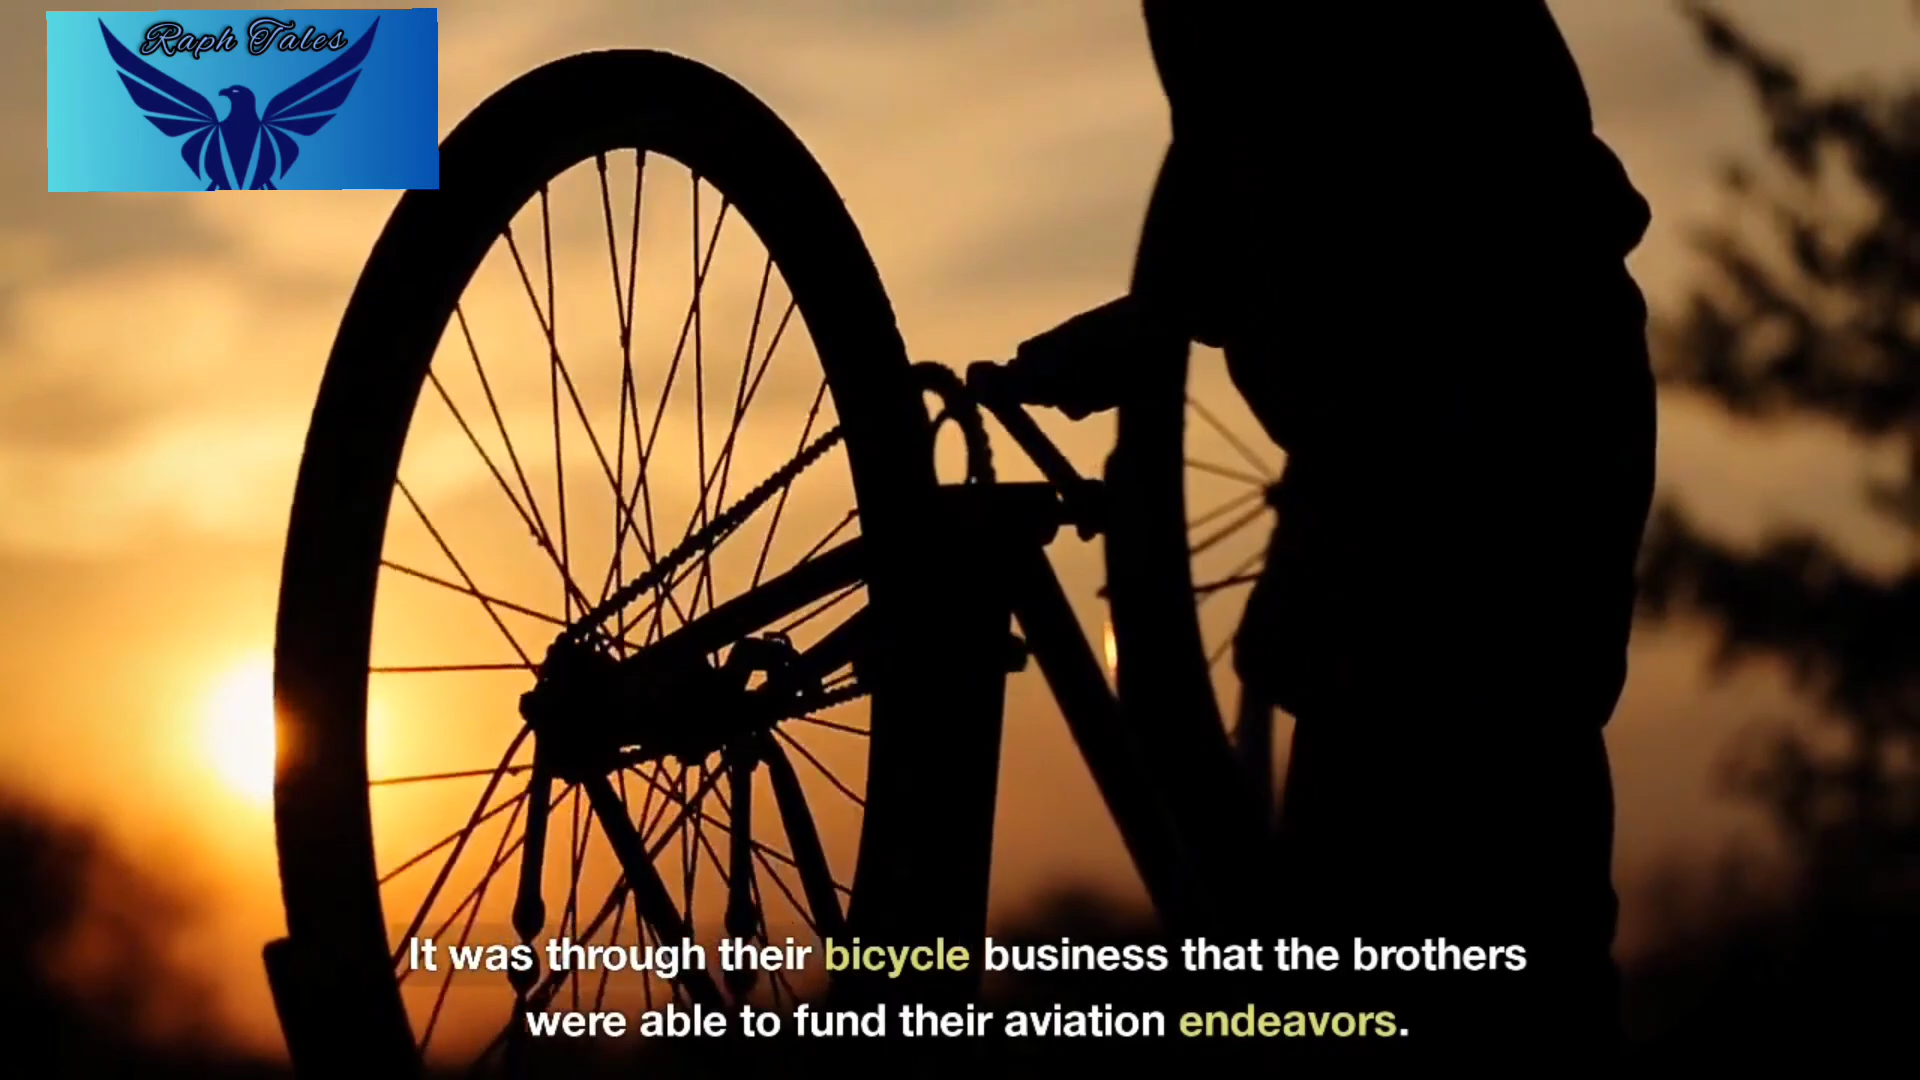 Raph Tales
It was through their bicycle business that the brothers
were able to fund their aviation endeavors.